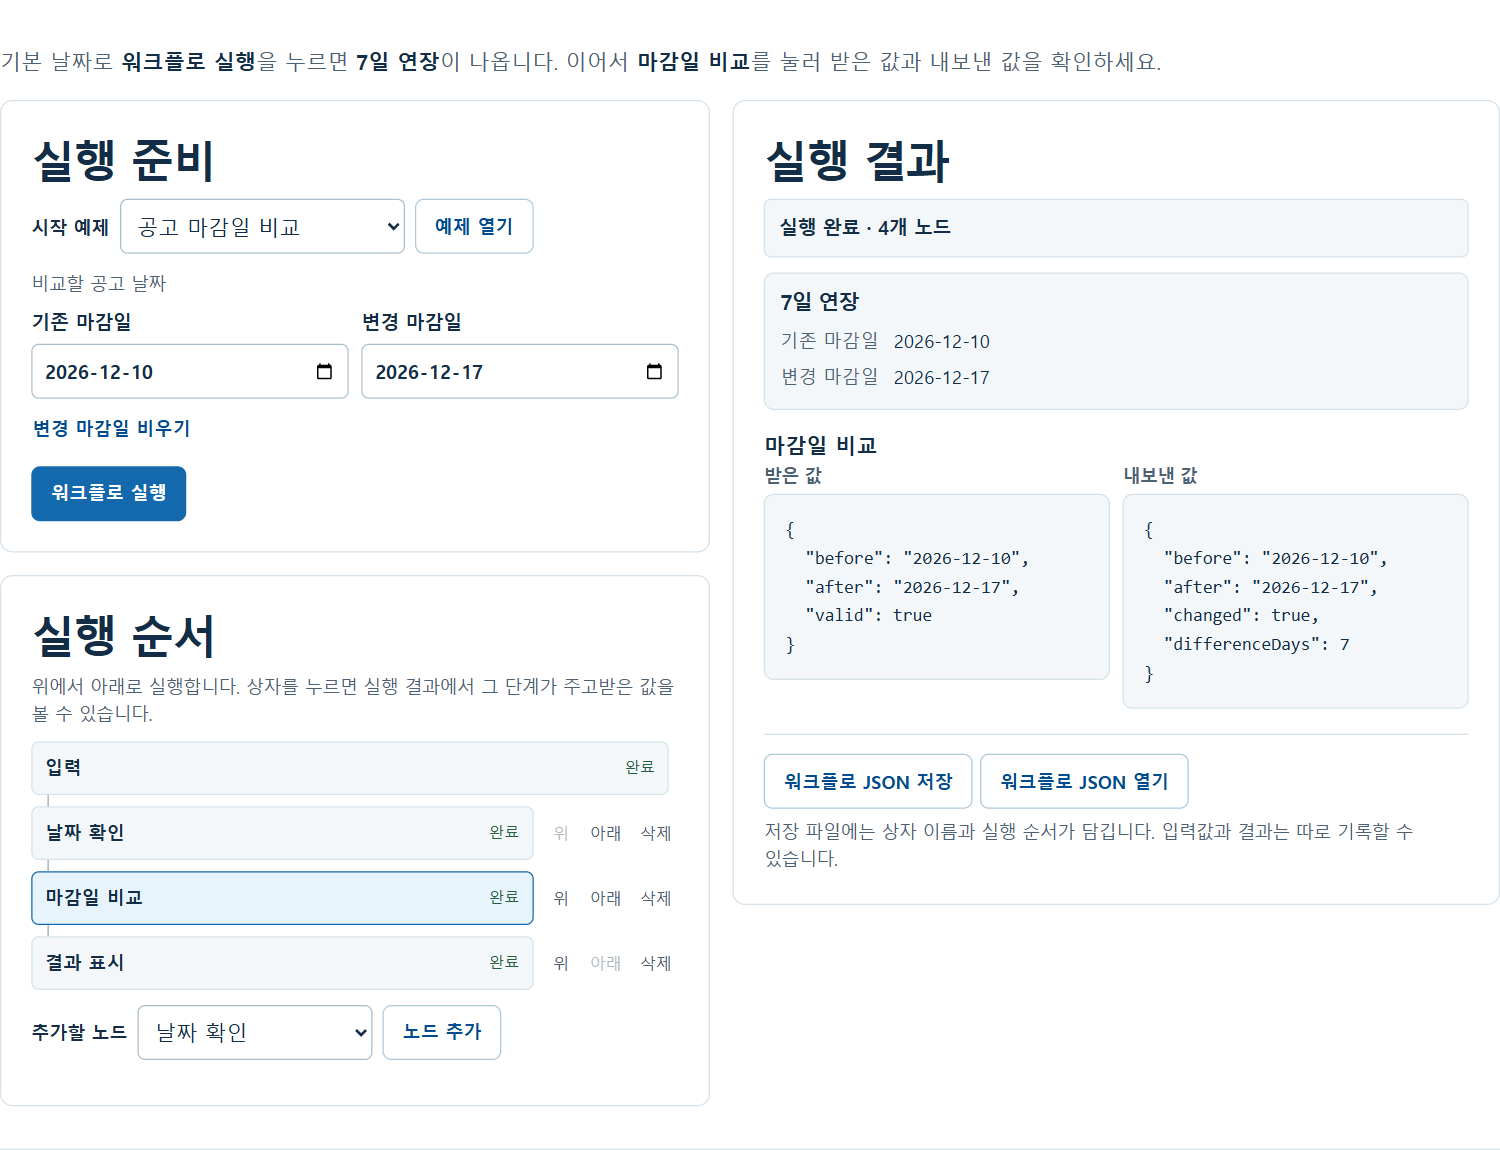 기본 날짜로 워크플로 실행을 누르면 7일 연장이 나옵니다. 이어서 마감일 비교를 눌러 받은 값과 내보낸 값을 확인하세요.
실행 준비
시작 예제 공고 마감일 비교 예제 열기
비교할 공고 날짜
기존 마감일 변경 마감일
2026-12-10 2026-12-17
변경 마감일 비우기
워크플로 실행
실행 순서
위에서 아래로 실행합니다. 상자를 누르면 실행 결과에서 그 단계가 주고받은 값을
볼 수 있습니다.
입력 완료
날짜 확인 완료 위 아래 삭제
마감일 비교 완료 위 아래 삭제
결과 표시 완료 위 아래 삭제
추가할 노드 날짜 확인 노드 추가
실행 결과
실행 완료 · 4개 노드
7일 연장
기존 마감일 2026-12-10
변경 마감일 2026-12-17
마감일 비교
받은 값
{
"before": "2026-12-10",
"after": "2026-12-17",
"valid": true
}
내보낸 값
{
"before": "2026-12-10",
"after": "2026-12-17",
"changed": true,
"differenceDays": 7
}
워크플로 JSON 저장 워크플로 JSON 열기
저장 파일에는 상자 이름과 실행 순서가 담깁니다. 입력값과 결과는 따로 기록할 수
있습니다.